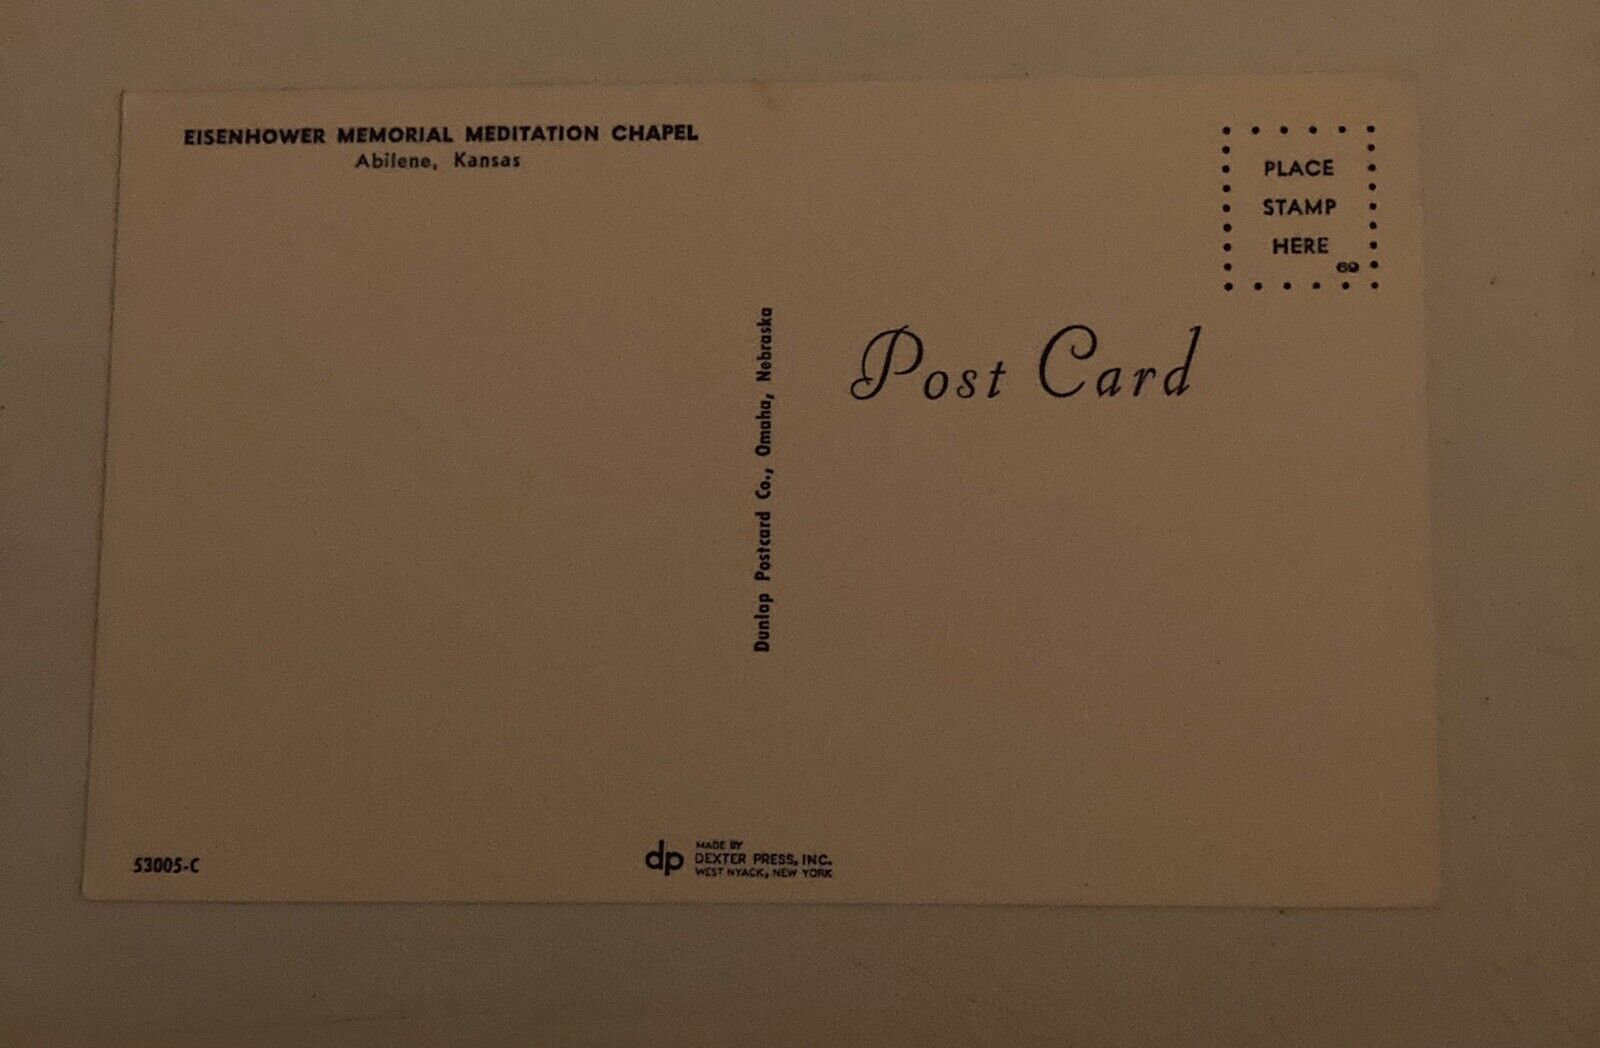 EISENHOWER MEMORIAL MEDITATION CHAPEL
Abilene, Kansas
PLACE
STAMP
HERE
69
Post Card
Dunlap Postcard Co., Omaha, Nebraska
53005-C
dp
MADE BY
DEXTER PRESS, INC.
WEST NYACK, NEW YORK